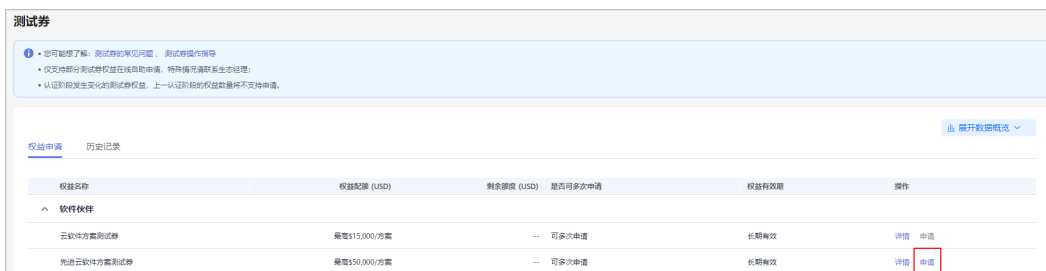 测试券
• 您可能想了解：测试券的常见问题 、 测试券操作指导
• 仅支持部分测试券权益在线自助申请，特殊情况请联系生态经理；
• 认证阶段发生变化的测试券权益，上一认证阶段的权益数量将不支持申请。
展开数据概览
权益申请 历史记录
权益名称 权益配额 (USD) 剩余额度 (USD) 是否可多次申请 权益有效期 操作
软件伙伴
云软件方案测试券 最高$15,000/方案 -- 可多次申请 长期有效 详情 申请
先进云软件方案测试券 最高$50,000/方案 -- 可多次申请 长期有效 详情 申请